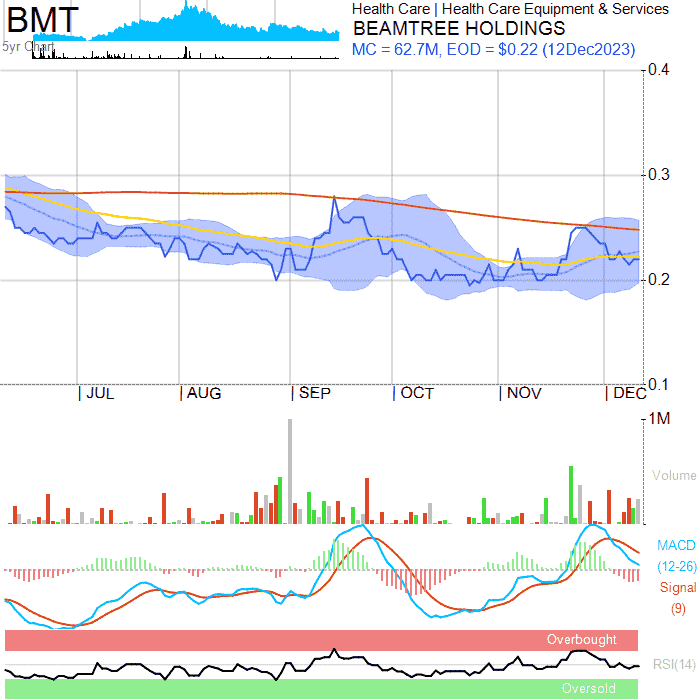 BMT
5yr Chart
Health Care | Health Care Equipment & Services
BEAMTREE HOLDINGS
MC = 62.7M, EOD = $0.22 (12Dec2023)
0.4
0.3
0.2
0.1
JUL AUG SEP OCT NOV DEC
1M
Volume
MACD
(12-26)
Signal
(9)
Overbought
RSI(14)
Oversold